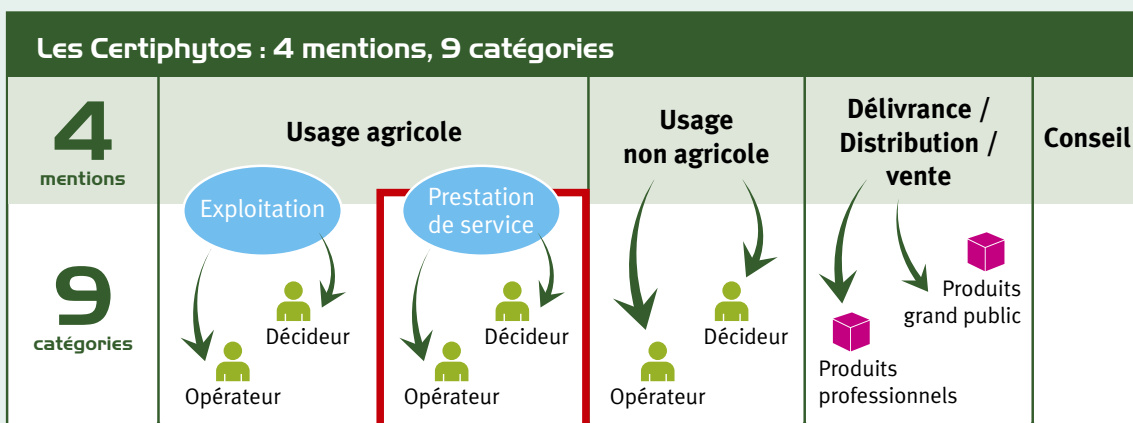 Les Certiphytos : 4 mentions, 9 catégories
4
mentions
Usage agricole
Usage
non agricole
Délivrance /
Distribution /
vente
Conseil
9
catégories
Exploitation
Décideur
Opérateur
Prestation
de service
Décideur
Opérateur
Décideur
Opérateur
Produits
grand public
Produits
professionnels